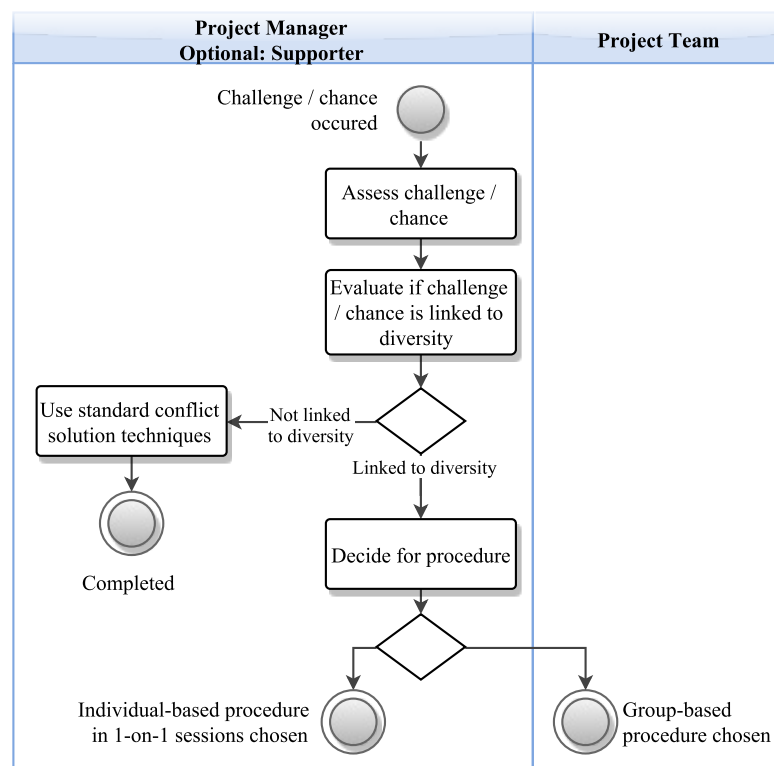 Project Manager
Optional: Supporter
Project Team
Challenge / chance
occured
Assess challenge /
chance
Evaluate if challenge
/ chance is linked to
diversity
Use standard conflict
solution techniques
Not linked
to diversity
Linked to diversity
Completed
Decide for procedure
Individual-based procedure
in 1-on-1 sessions chosen
Group-based
procedure chosen